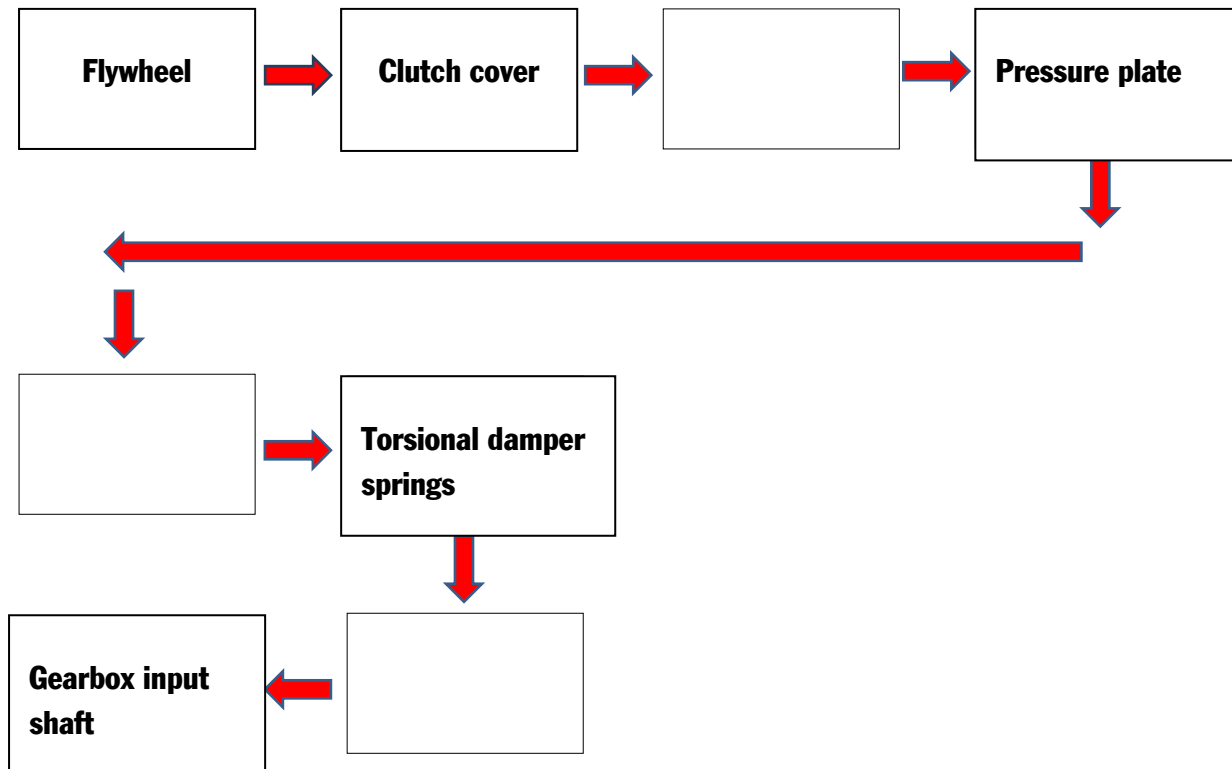 Flywheel
Clutch cover
Pressure plate
Torsional damper
springs
Gearbox input
shaft